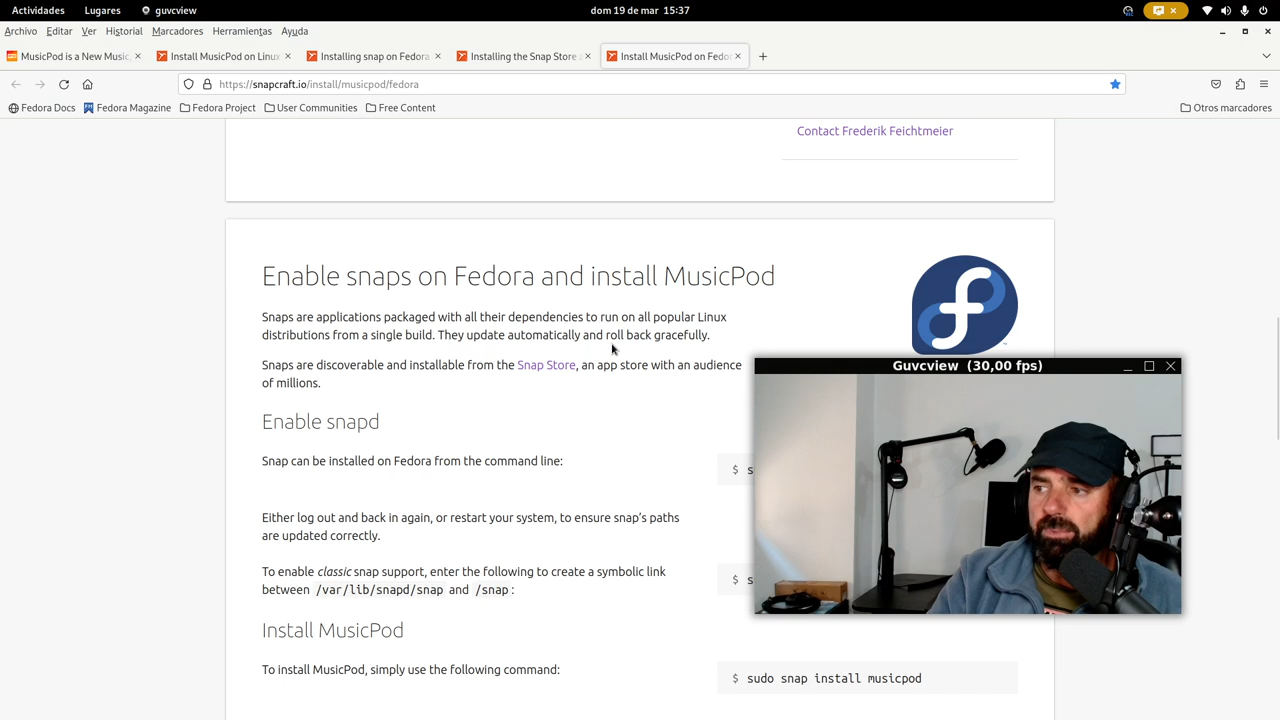 Actividades Lugares guvcview dom 19 de mar 15:37
Archivo Editar Ver Historial Marcadores Herramientas Ayuda
MusicPod is a New Music Install MusicPod on Linux Installing snap on Fedora Installing the Snap Store Install MusicPod on Fedor
https://snapcraft.io/install/musicpod/fedora
Fedora Docs Fedora Magazine Fedora Project User Communities Free Content Otros marcadores
Contact Frederik Feichtmeier
Enable snaps on Fedora and install MusicPod
Snaps are applications packaged with all their dependencies to run on all popular Linux
distributions from a single build. They update automatically and roll back gracefully.
Snaps are discoverable and installable from the Snap Store, an app store with an audience
of millions.
Guvcview (30,00 fps)
Enable snapd
Snap can be installed on Fedora from the command line:
$ s
Either log out and back in again, or restart your system, to ensure snap's paths
are updated correctly.
To enable classic snap support, enter the following to create a symbolic link
between /var/lib/snapd/snap and /snap:
$ s
Install MusicPod
To install MusicPod, simply use the following command:
$ sudo snap install musicpod